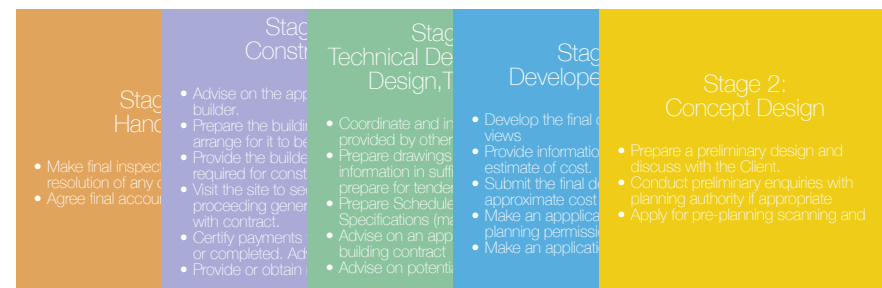 Stag
Hand
• Make final inspect
resolution of any d
• Agree final accour
Stag
Constr
• Advise on the app
builder.
• Prepare the buildin
arrange for it to be
• Provide the builde
required for const
• Visit the site to see
proceeding gener
with contract.
• Certify payments
or completed. Adv
• Provide or obtain
Stag
Technical De
Design,T
• Coordinate and in
provided by other
• Prepare drawings
information in suffi
prepare for tender
• Prepare Schedule
Specifications (ma
• Advise on an app
building contract
• Advise on potentia
Stag
Develope
• Develop the final d
views
• Provide informatio
estimate of cost.
• Submit the final de
approximate cost
• Make an appplica
planning permissi
• Make an applicati
Stage 2:
Concept Design
• Prepare a preliminary design and
discuss with the Client.
• Conduct preliminary enquiries with
planning authority if appropriate
• Apply for pre-planning scanning and